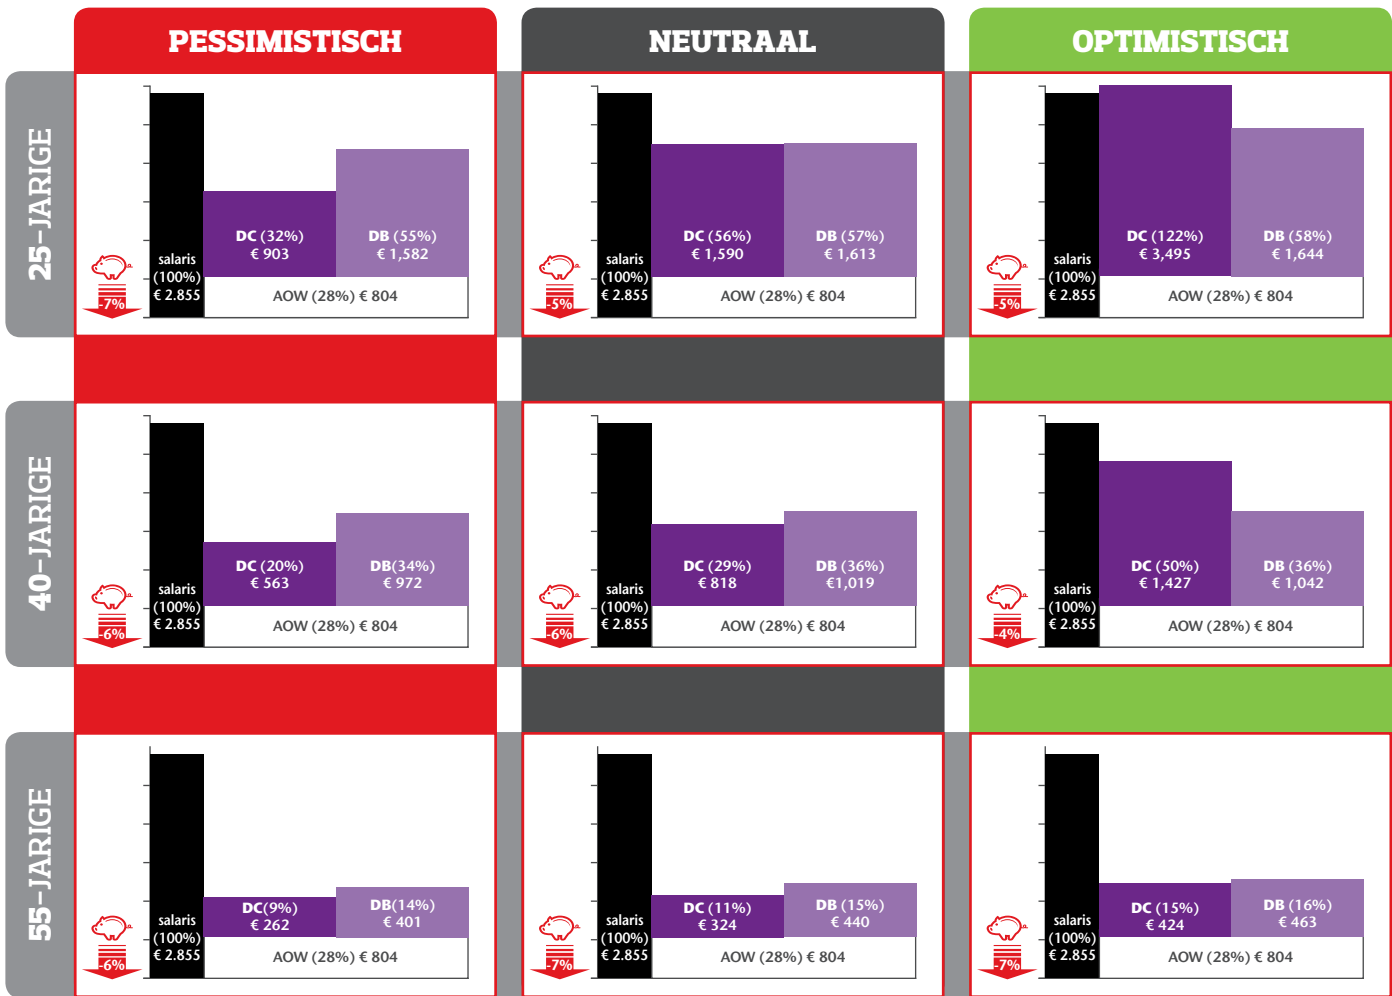 PESSIMISTISCH
NEUTRAAL
OPTIMISTISCH
25-JARIGE
-7%
salaris
(100%)
€ 2.855
DC (32%)
€ 903
DB (55%)
€ 1,582
AOW (28%) € 804
-5%
salaris
(100%)
€ 2.855
DC (56%)
€ 1,590
DB (57%)
€ 1,613
AOW (28%) € 804
-5%
salaris
(100%)
€ 2.855
DC (122%)
€ 3,495
DB (58%)
€ 1,644
AOW (28%) € 804
40-JARIGE
-6%
salaris
(100%)
€ 2.855
DC (20%)
€ 563
DB(34%)
€ 972
AOW (28%) € 804
-6%
salaris
(100%)
€ 2.855
DC (29%)
€ 818
DB (36%)
€1,019
AOW (28%) € 804
-4%
salaris
(100%)
€ 2.855
DC (50%)
€ 1,427
DB (36%)
€ 1,042
AOW (28%) € 804
55-JARIGE
-6%
salaris
(100%)
€ 2.855
DC(9%)
€ 262
DB(14%)
€ 401
AOW (28%) € 804
-7%
salaris
(100%)
€ 2.855
DC (11%)
€ 324
DB (15%)
€ 440
AOW (28%) € 804
-7%
salaris
(100%)
€ 2.855
DC (15%)
€ 424
DB (16%)
€ 463
AOW (28%) € 804